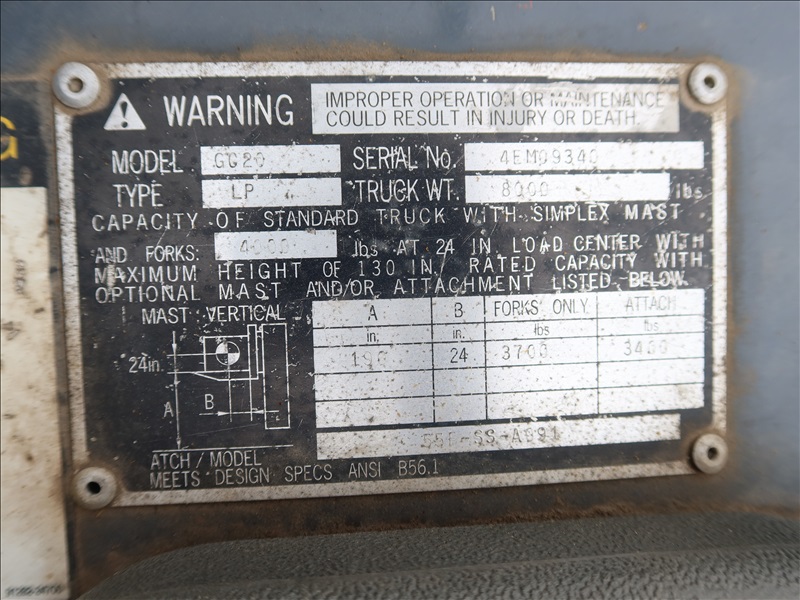 WARNING
IMPROPER OPERATION OR MAINTENANCE
COULD RESULT IN INJURY OR DEATH.
MODEL GC20 SERIAL No. 4EM09340
TYPE LP TRUCK WT. 8000 lbs
CAPACITY OF STANDARD TRUCK WITH SIMPLEX MAST
AND FORKS: 4000 lbs AT 24 IN. LOAD CENTER WITH
MAXIMUM HEIGHT OF 130 IN. RATED CAPACITY WITH
OPTIONAL MAST AND/OR ATTACHMENT LISTED BELOW.
MAST VERTICAL
A B FORKS ONLY ATTACH
in. in. lbs lbs
24 3700
24in.
A
B
ATCH/MODEL
MEETS DESIGN SPECS ANSI B56.1
G